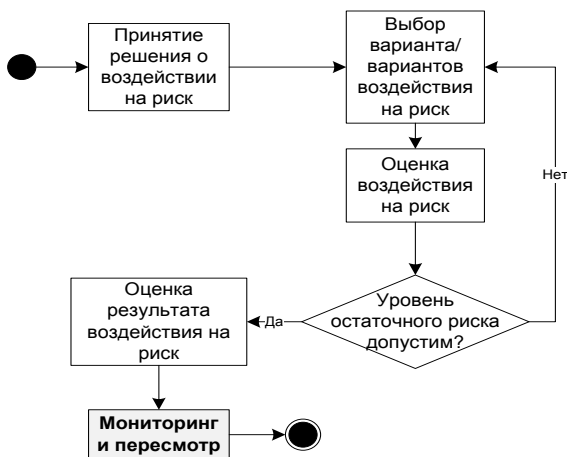 Принятие
решения о
воздействии
на риск
Выбор
варианта/
вариантов
воздействия
на риск
Оценка
воздействия
на риск
Нет
Уровень
остаточного риска
допустим?
Да
Оценка
результата
воздействия на
риск
Мониторинг
и пересмотр